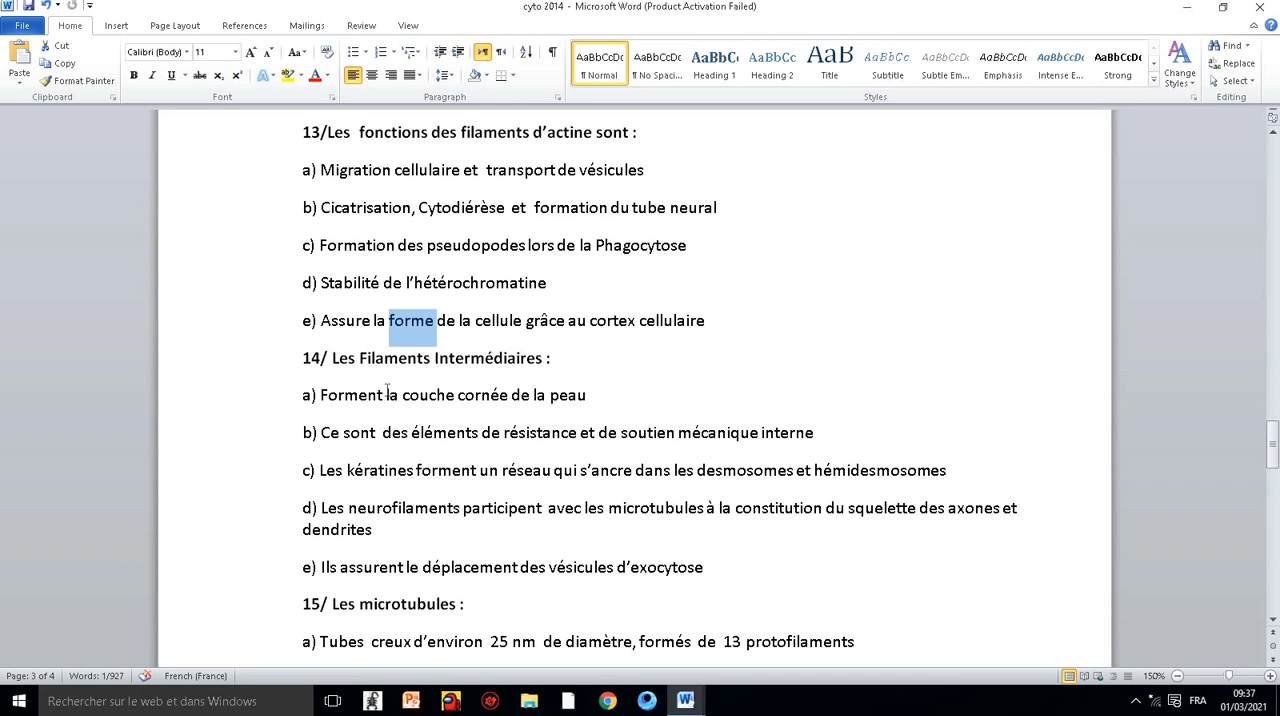 cyto 2014 - Microsoft Word (Product Activation Failed)
File Home Insert Page Layout References Mailings Review View
Cut
Copy
Format Painter
Paste
Clipboard
Calibri (Body) 11
Font
Paragraph
AaBbCcDc AaBbCcDc AaBbC AaBbCc AaB AaBbCc. AaBbCcDc AaBbCcDc AaBbCcDc AaBbCcDc
¶ Normal ¶ No Spaci... Heading 1 Heading 2 Title Subtitle Subtle Em... Emphasis Intense E... Strong
Styles
Change Styles
Find
Replace
Select
Editing
13/Les fonctions des filaments d’actine sont :
a) Migration cellulaire et transport de vésicules
b) Cicatrisation, Cytodiérèse et formation du tube neural
c) Formation des pseudopodes lors de la Phagocytose
d) Stabilité de l’hétérochromatine
e) Assure la forme de la cellule grâce au cortex cellulaire
14/ Les Filaments Intermédiaires :
a) Forment la couche cornée de la peau
b) Ce sont des éléments de résistance et de soutien mécanique interne
c) Les kératines forment un réseau qui s’ancre dans les desmosomes et hémidesmosomes
d) Les neurofilaments participent avec les microtubules à la constitution du squelette des axones et
dendrites
e) Ils assurent le déplacement des vésicules d’exocytose
15/ Les microtubules :
a) Tubes creux d’environ 25 nm de diamètre, formés de 13 protofilaments
Page: 3 of 4 Words: 1/927 French (France) 150%
Rechercher sur le web et dans Windows
FRA
09:37
01/03/2021